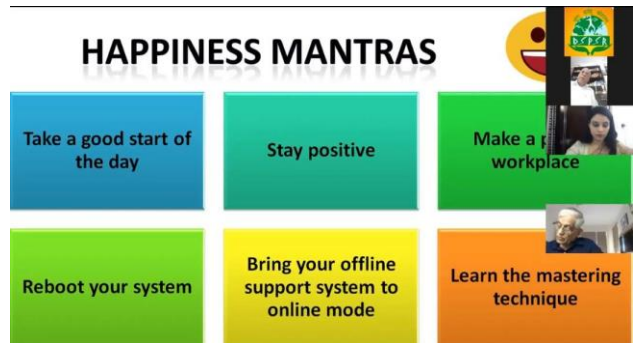 HAPPINESS MANTRAS
DSPSR
Take a good start of
the day
Stay positive
Make a
workplace
Reboot your system
Bring your offline
support system to
online mode
Learn the mastering
technique